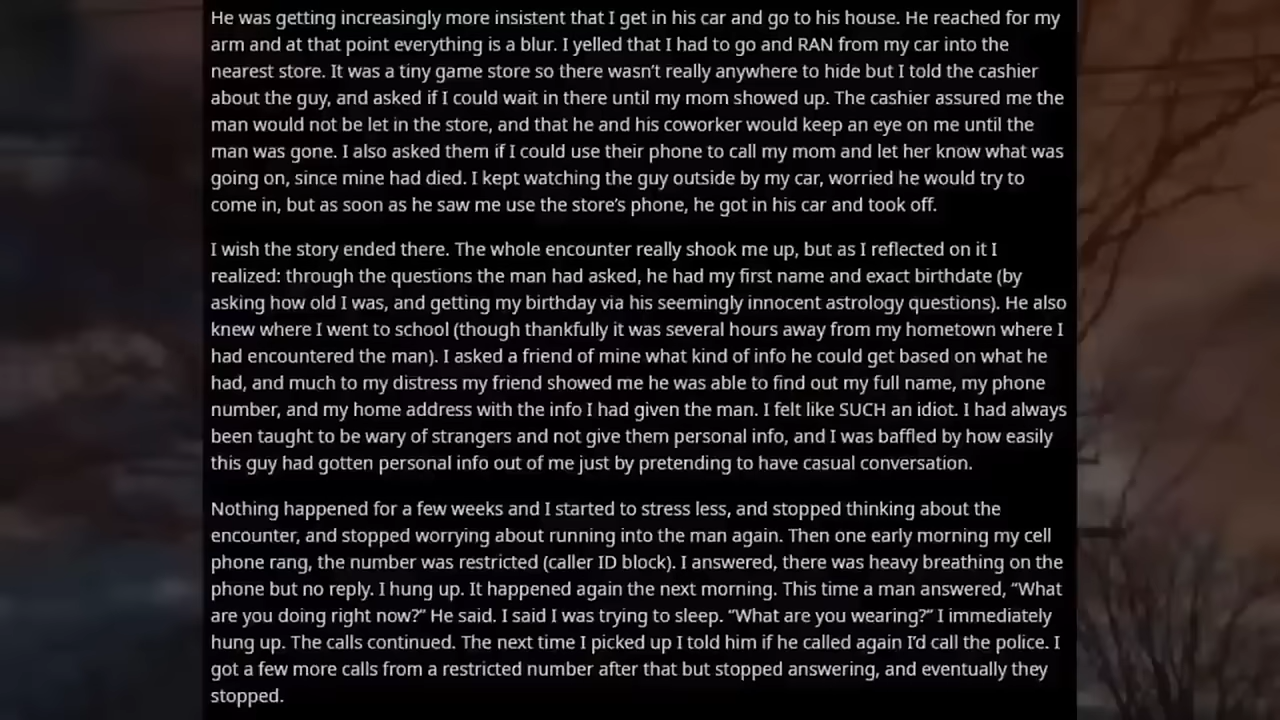 He was getting increasingly more insistent that I get in his car and go to his house. He reached for my
arm and at that point everything is a blur. I yelled that I had to go and RAN from my car into the
nearest store. It was a tiny game store so there wasn’t really anywhere to hide but I told the cashier
about the guy, and asked if I could wait in there until my mom showed up. The cashier assured me the
man would not be let in the store, and that he and his coworker would keep an eye on me until the
man was gone. I also asked them if I could use their phone to call my mom and let her know what was
going on, since mine had died. I kept watching the guy outside by my car, worried he would try to
come in, but as soon as he saw me use the store’s phone, he got in his car and took off.
I wish the story ended there. The whole encounter really shook me up, but as I reflected on it I
realized: through the questions the man had asked, he had my first name and exact birthdate (by
asking how old I was, and getting my birthday via his seemingly innocent astrology questions). He also
knew where I went to school (though thankfully it was several hours away from my hometown where I
had encountered the man). I asked a friend of mine what kind of info he could get based on what he
had, and much to my distress my friend showed me he was able to find out my full name, my phone
number, and my home address with the info I had given the man. I felt like SUCH an idiot. I had always
been taught to be wary of strangers and not give them personal info, and I was baffled by how easily
this guy had gotten personal info out of me just by pretending to have casual conversation.
Nothing happened for a few weeks and I started to stress less, and stopped thinking about the
encounter, and stopped worrying about running into the man again. Then one early morning my cell
phone rang, the number was restricted (caller ID block). I answered, there was heavy breathing on the
phone but no reply. I hung up. It happened again the next morning. This time a man answered, “What
are you doing right now?” He said. I said I was trying to sleep. “What are you wearing?” I immediately
hung up. The calls continued. The next time I picked up I told him if he called again I’d call the police. I
got a few more calls from a restricted number after that but stopped answering, and eventually they
stopped.